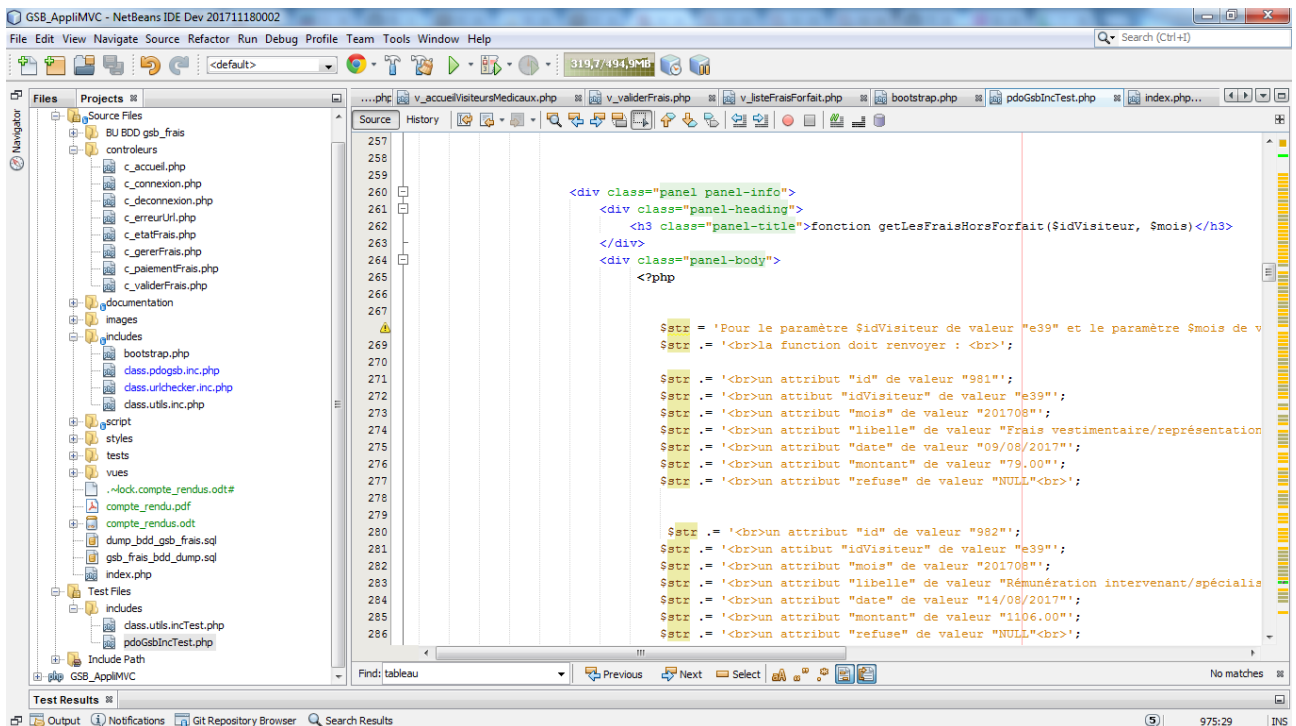 GSB_AppliMVC - NetBeans IDE Dev 201711180002
File Edit View Navigate Source Refactor Run Debug Profile Team Tools Window Help
Search (Ctrl+I)
<default>
319,7/494,9MB
Navigator
Files Projects
Source Files
BU BDD gsb_frais
controleurs
c_accueil.php
c_connexion.php
c_deconnexion.php
c_erreurUrl.php
c_etatFrais.php
c_gererFrais.php
c_paiementFrais.php
c_validerFrais.php
documentation
images
includes
bootstrap.php
class.pdogsb.inc.php
class.urlchecker.inc.php
class.utils.inc.php
script
styles
tests
vues
.~lock.compte_rendus.odt#
compte_rendu.pdf
compte_rendus.odt
dump_bdd_gsb_frais.sql
gsb_frais_bdd_dump.sql
index.php
Test Files
includes
class.utils.incTest.php
pdoGsbIncTest.php
Include Path
GSB_AppliMVC
....php v_accueilVisiteursMedicaux.php v_validerFrais.php v_listeFraisForfait.php bootstrap.php pdoGsbIncTest.php index.php...
Source History
257
258
259
260 <div class="panel panel-info">
261 <div class="panel-heading">
262 <h3 class="panel-title">fonction getLesFraisHorsForfait($idVisiteur, $mois)</h3>
263 </div>
264 <div class="panel-body">
265 <?php
266
267
$str = 'Pour le paramètre $idVisiteur de valeur "e39" et le paramètre $mois de v
269 $str .= '<br>la function doit renvoyer : <br>';
270
271 $str .= '<br>un attribut "id" de valeur "981"';
272 $str .= '<br>un attibut "idVisiteur" de valeur "e39"';
273 $str .= '<br>un attribut "mois" de valeur "201708"';
274 $str .= '<br>un attribut "libelle" de valeur "Frais vestimentaire/représentation
275 $str .= '<br>un attribut "date" de valeur "09/08/2017"';
276 $str .= '<br>un attribut "montant" de valeur "79.00"';
277 $str .= '<br>un attribut "refuse" de valeur "NULL"<br>';
278
279
280 $str .= '<br>un attribut "id" de valeur "982"';
281 $str .= '<br>un attibut "idVisiteur" de valeur "e39"';
282 $str .= '<br>un attribut "mois" de valeur "201708"';
283 $str .= '<br>un attribut "libelle" de valeur "Rémunération intervenant/spécialis
284 $str .= '<br>un attribut "date" de valeur "14/08/2017"';
285 $str .= '<br>un attribut "montant" de valeur "1106.00"';
286 $str .= '<br>un attribut "refuse" de valeur "NULL"<br>';
Find: tableau Previous Next Select No matches
Test Results
Output Notifications Git Repository Browser Search Results 5 975:29 INS